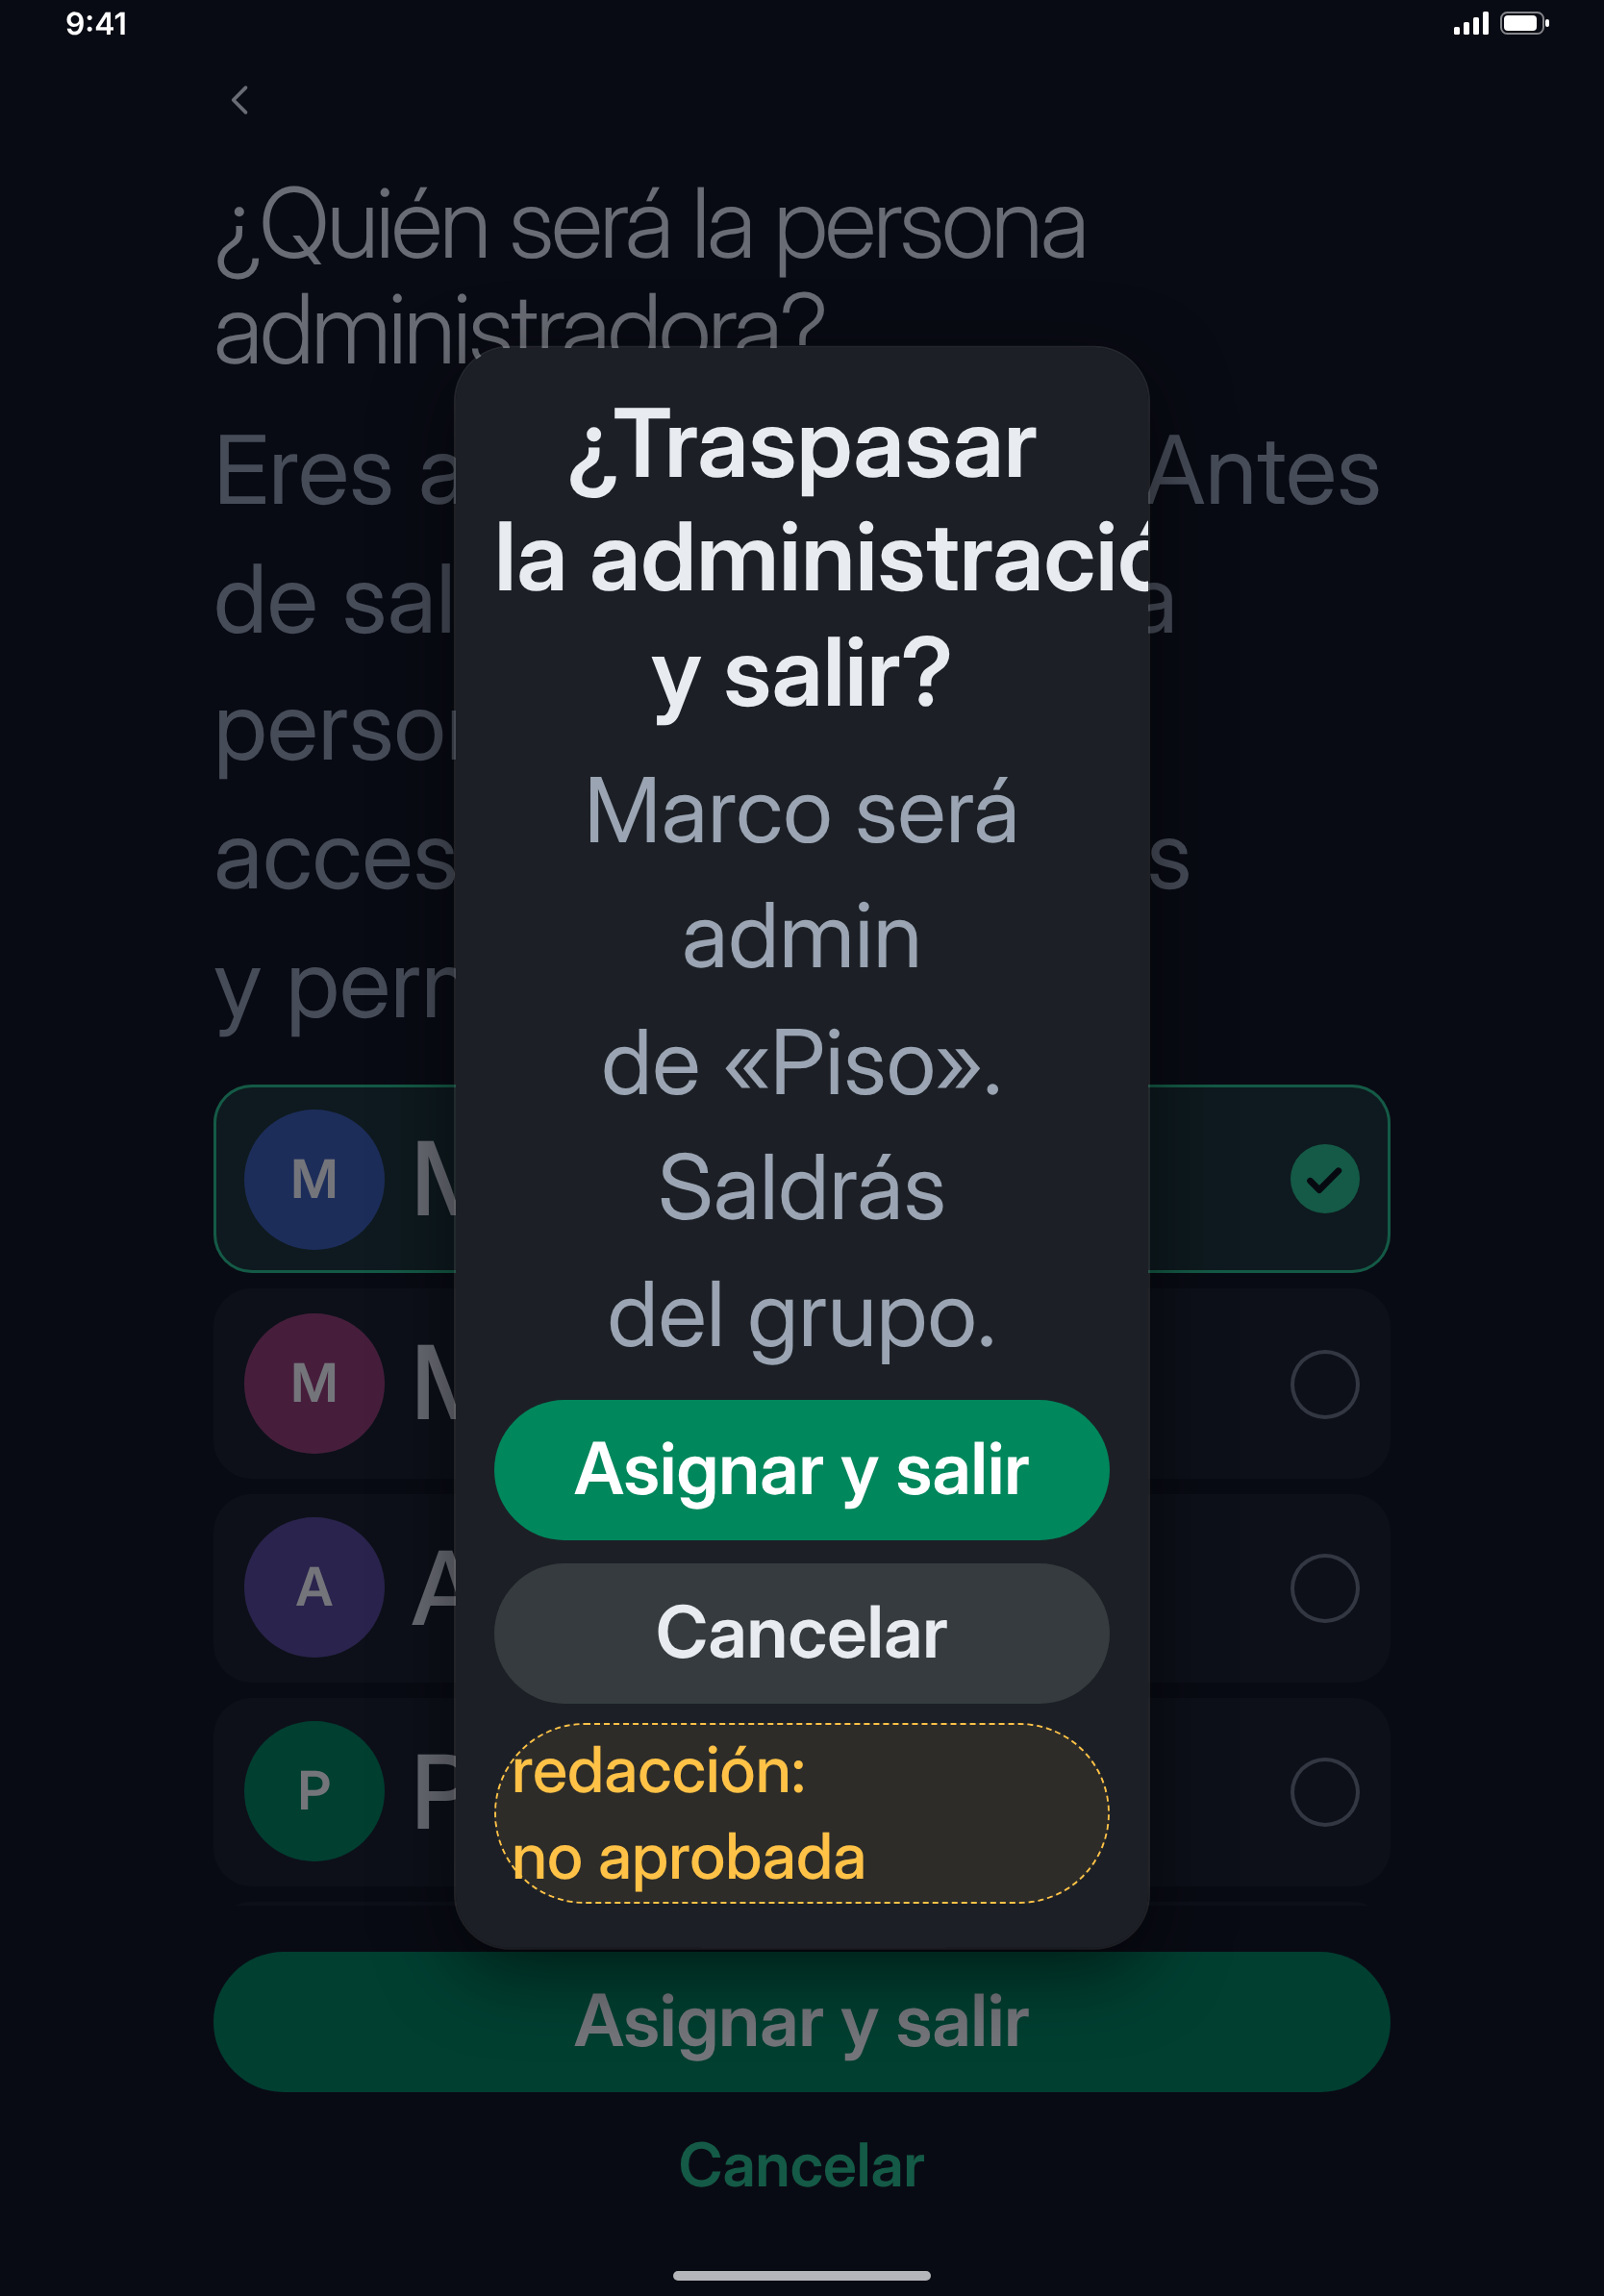 9:41
¿Quién será la persona
administradora?
¿Traspasar
la administració
y salir?
Eres a
Antes
de sal
a
perso
acces
s
y per
Marco será
admin
de «Piso».
Saldrás
del grupo.
M
M
A
A
P
P
Asignar y salir
Cancelar
redacción:
no aprobada
Asignar y salir
Cancelar